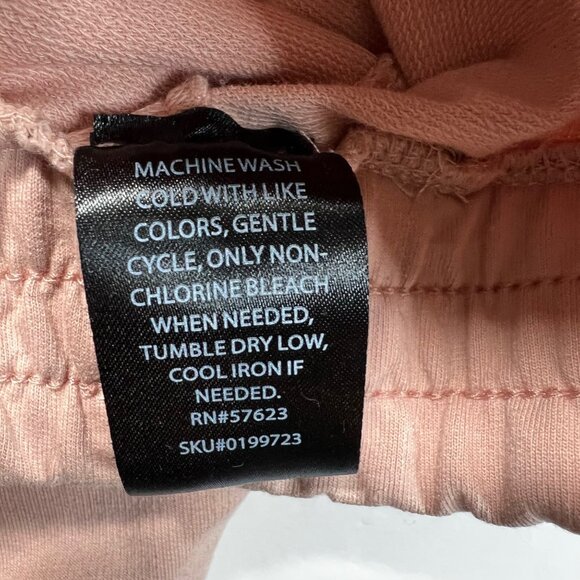 MACHINE WASH
COLD WITH LIKE
COLORS, GENTLE
CYCLE, ONLY NON-
CHLORINE BLEACH
WHEN NEEDED,
TUMBLE DRY LOW,
COOL IRON IF
NEEDED.
RN#57623
SKU#0199723